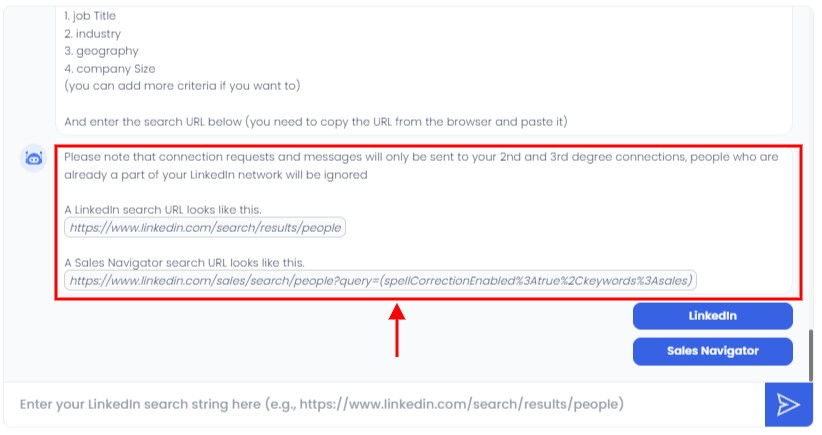 1. job Title
2. industry
3. geography
4. company Size
(you can add more criteria if you want to)
And enter the search URL below (you need to copy the URL from the browser and paste it)
Please note that connection requests and messages will only be sent to your 2nd and 3rd degree connections, people who are
already a part of your LinkedIn network will be ignored
A LinkedIn search URL looks like this.
https://www.linkedin.com/search/results/people
A Sales Navigator search URL looks like this.
https://www.linkedin.com/sales/search/people?query=(spellCorrectionEnabled%3Atrue%2Ckeywords%3Asales)
LinkedIn
Sales Navigator
Enter your LinkedIn search string here (e.g., https://www.linkedin.com/search/results/people)